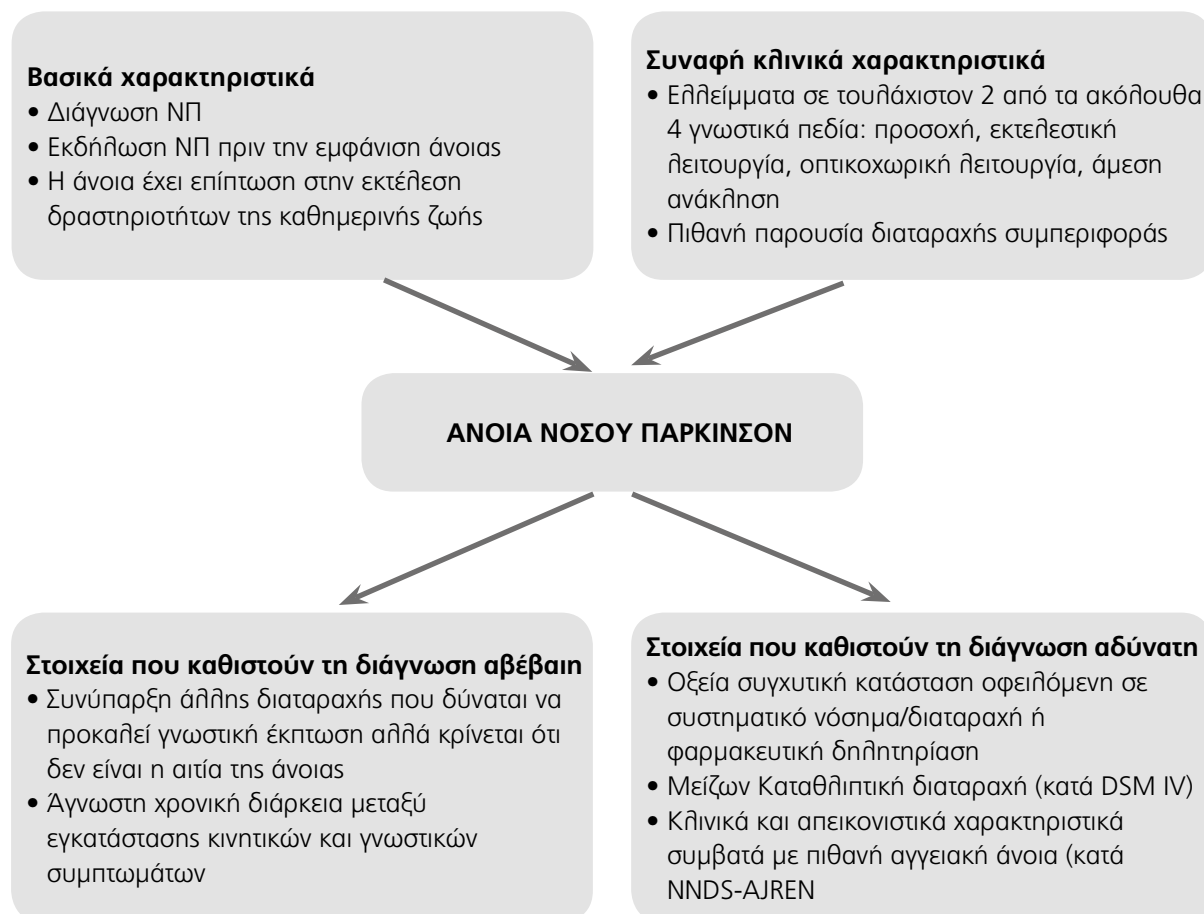 Βασικά χαρακτηριστικά
• Διάγνωση ΝΠ
• Εκδήλωση ΝΠ πριν την εμφάνιση άνοιας
• Η άνοια έχει επίπτωση στην εκτέλεση
δραστηριοτήτων της καθημερινής ζωής
Συναφή κλινικά χαρακτηριστικά
• Ελλείμματα σε τουλάχιστον 2 από τα ακόλουθα
4 γνωστικά πεδία: προσοχή, εκτελεστική
λειτουργία, οπτικοχωρική λειτουργία, άμεση
ανάκληση
• Πιθανή παρουσία διαταραχής συμπεριφοράς
ΑΝΟΙΑ ΝΟΣΟΥ ΠΑΡΚΙΝΣΟΝ
Στοιχεία που καθιστούν τη διάγνωση αβέβαιη
• Συνύπαρξη άλλης διαταραχής που δύναται να
προκαλεί γνωστική έκπτωση αλλά κρίνεται ότι
δεν είναι η αιτία της άνοιας
• Άγνωστη χρονική διάρκεια μεταξύ
εγκατάστασης κινητικών και γνωστικών
συμπτωμάτων
Στοιχεία που καθιστούν τη διάγνωση αδύνατη
• Οξεία συγχυτική κατάσταση οφειλόμενη σε
συστηματικό νόσημα/διαταραχή ή
φαρμακευτική δηλητηρίαση
• Μείζων Καταθλιπτική διαταραχή (κατά DSM IV)
• Κλινικά και απεικονιστικά χαρακτηριστικά
συμβατά με πιθανή αγγειακή άνοια (κατά
NNDS-AJREN